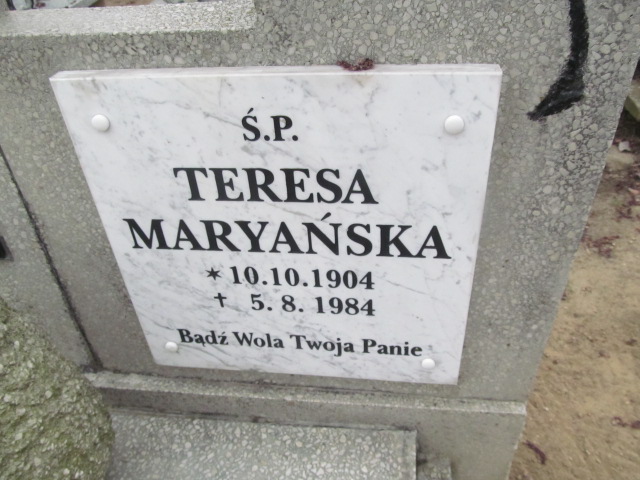 Ś.P.
TERESA
MARYAŃSKA
✶ 10.10.1904
✝ 5. 8. 1984
Bądź Wola Twoja Panie